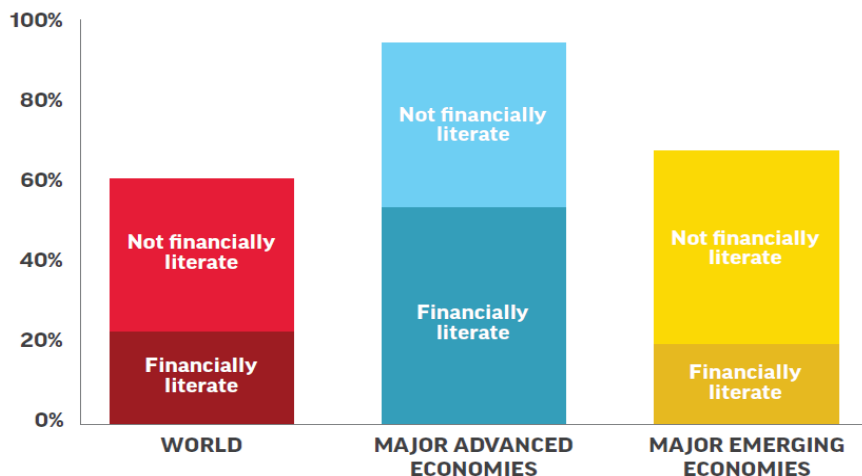 100%
80%
60%
40%
20%
0%
Not financially
literate
Financially
literate
Not financially
literate
Financially
literate
Not financially
literate
Financially
literate
WORLD
MAJOR ADVANCED
ECONOMIES
MAJOR EMERGING
ECONOMIES